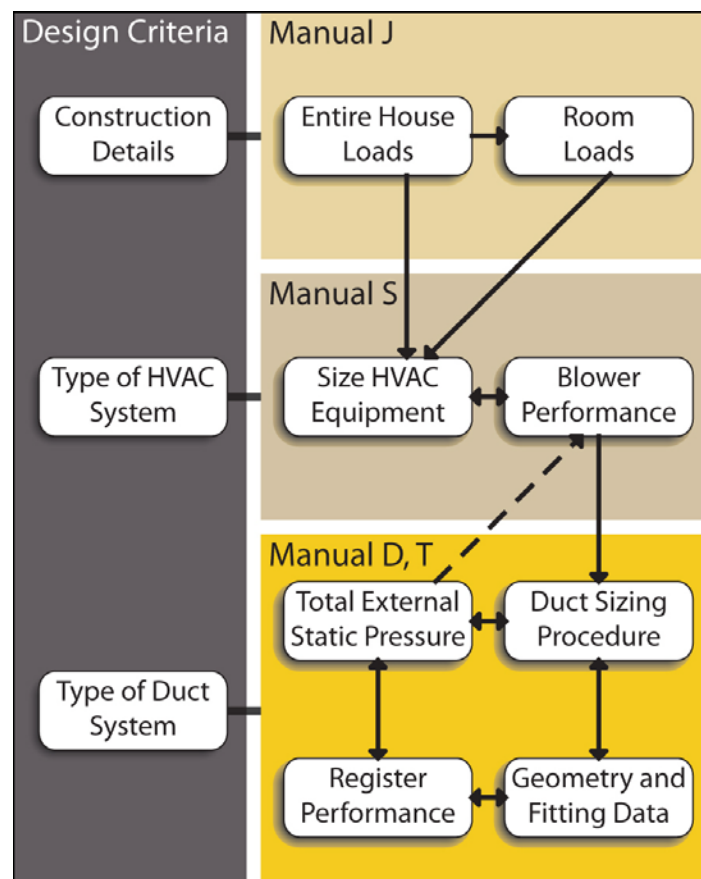 Design Criteria
Construction
Details
Type of HVAC
System
Type of Duct
System
Manual J
Entire House
Loads
Room
Loads
Manual S
Size HVAC
Equipment
Blower
Performance
Manual D, T
Total External
Static Pressure
Duct Sizing
Procedure
Register
Performance
Geometry and
Fitting Data